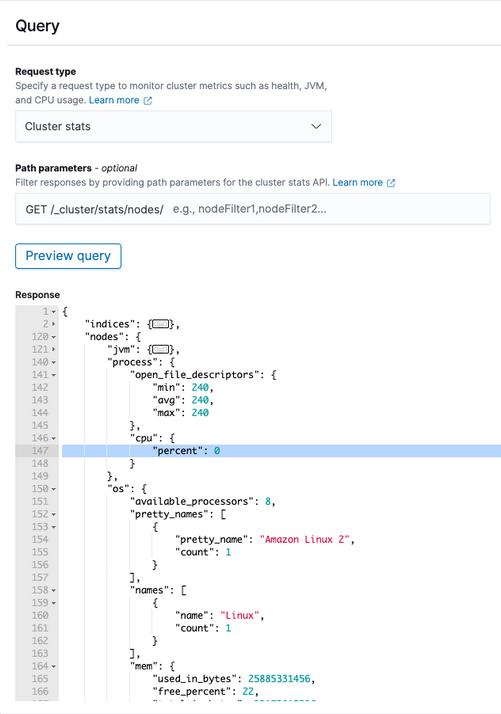 Query
Request type
Specify a request type to monitor cluster metrics such as health, JVM,
and CPU usage. Learn more
Cluster stats
Path parameters - optional
Filter responses by providing path parameters for the cluster stats API. Learn more
GET /_cluster/stats/nodes/ e.g., nodeFilter1,nodeFilter2...
Preview query
Response
1 {
2 "indices": {},
120 "nodes": {
121 "jvm": {},
140 "process": {
141 "open_file_descriptors": {
142 "min": 240,
143 "avg": 240,
144 "max": 240
145 },
146 "cpu": {
147 "percent": 0
148 }
149 },
150 "os": {
151 "available_processors": 8,
152 "pretty_names": [
153 {
154 "pretty_name": "Amazon Linux 2",
155 "count": 1
156 }
157 ],
158 "names": [
159 {
160 "name": "Linux",
161 "count": 1
162 }
163 ],
164 "mem": {
165 "used_in_bytes": 25885331456,
166 "free_percent": 22,